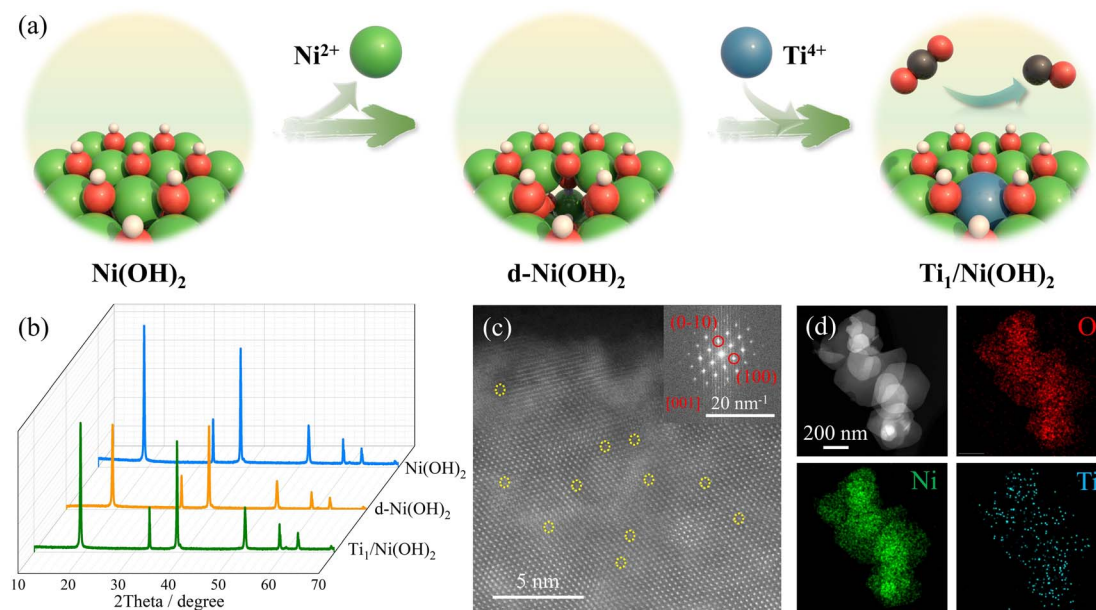 (a)
Ni²⁺
Ti⁴⁺
Ni(OH)₂
d-Ni(OH)₂
Ti₁/Ni(OH)₂
(b)
Ni(OH)₂
d-Ni(OH)₂
Ti₁/Ni(OH)₂
10 20 30 40 50 60 70
2Theta / degree
(c)
(0-10)
(100)
[001]
20 nm⁻¹
5 nm
(d)
200 nm
O
Ni
Ti